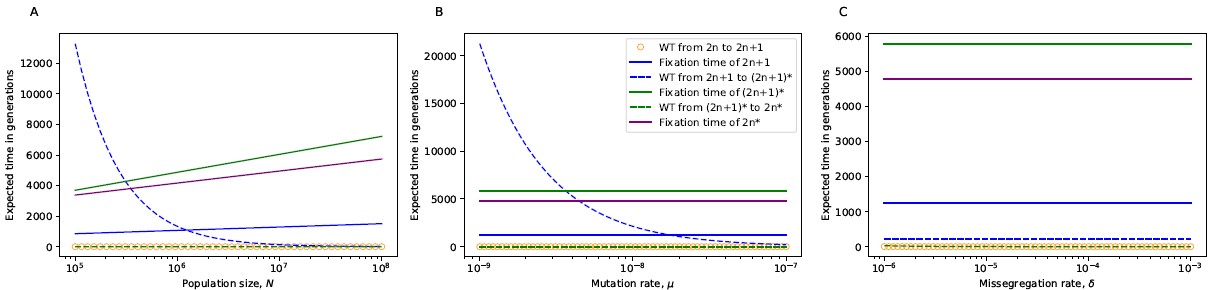 A
Expected time in generations
12000
10000
8000
6000
4000
2000
0
10^5
10^6
10^7
10^8
Population size, N
B
Expected time in generations
20000
15000
10000
5000
0
10^−9
10^−8
10^−7
Mutation rate, μ
WT from 2n to 2n+1
Fixation time of 2n+1
WT from 2n+1 to (2n+1)*
Fixation time of (2n+1)*
WT from (2n+1)* to 2n*
Fixation time of 2n*
C
Expected time in generations
6000
5000
4000
3000
2000
1000
0
10^−6
10^−5
10^−4
10^−3
Missegregation rate, δ